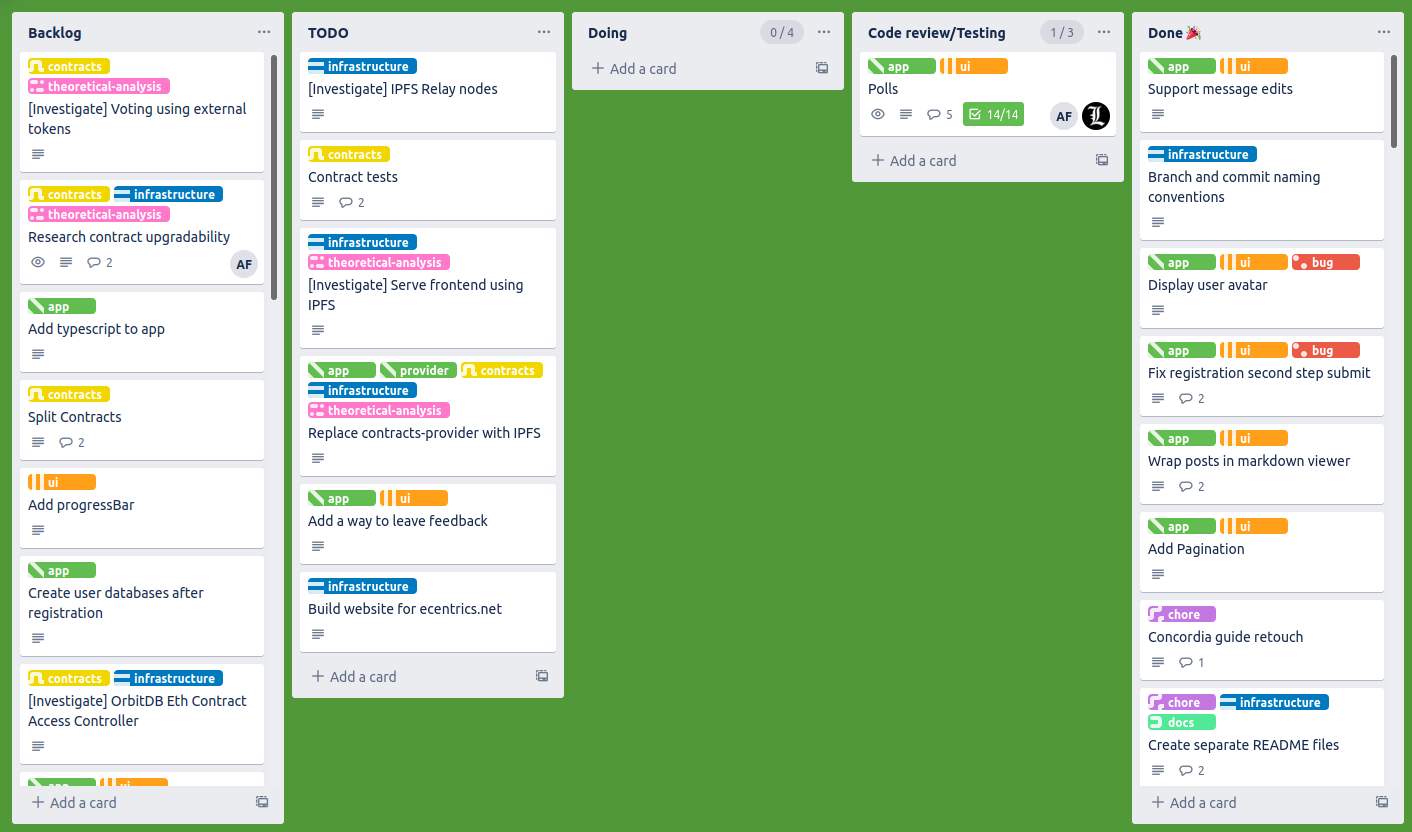 Backlog
contracts
theoretical-analysis
[Investigate] Voting using external
tokens
contracts infrastructure
theoretical-analysis
Research contract upgradability
2 AF
app
Add typescript to app
contracts
Split Contracts
2
ui
Add progressBar
app
Create user databases after
registration
contracts infrastructure
[Investigate] OrbitDB Eth Contract
Access Controller
app ui
+ Add a card
TODO
infrastructure
[Investigate] IPFS Relay nodes
contracts
Contract tests
2
infrastructure
theoretical-analysis
[Investigate] Serve frontend using
IPFS
app provider contracts
infrastructure
theoretical-analysis
Replace contracts-provider with IPFS
app ui
Add a way to leave feedback
infrastructure
Build website for ecentrics.net
+ Add a card
Doing 0 / 4
+ Add a card
Code review/Testing 1 / 3
app ui
Polls
5 14/14 AF L
+ Add a card
Done🎉
app ui
Support message edits
infrastructure
Branch and commit naming
conventions
app ui bug
Display user avatar
app ui bug
Fix registration second step submit
2
app ui
Wrap posts in markdown viewer
2
app ui
Add Pagination
chore
Concordia guide retouch
1
chore infrastructure
docs
Create separate README files
2
+ Add a card